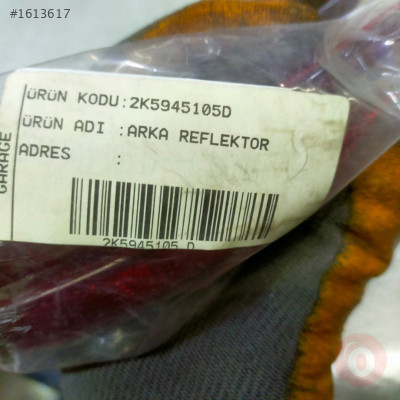 #1613617
ÜRÜN KODU:2K5945105D
ÜRÜN ADI :ARKA REFLEKTOR
ADRES :
GARAGE
2K5945105 D